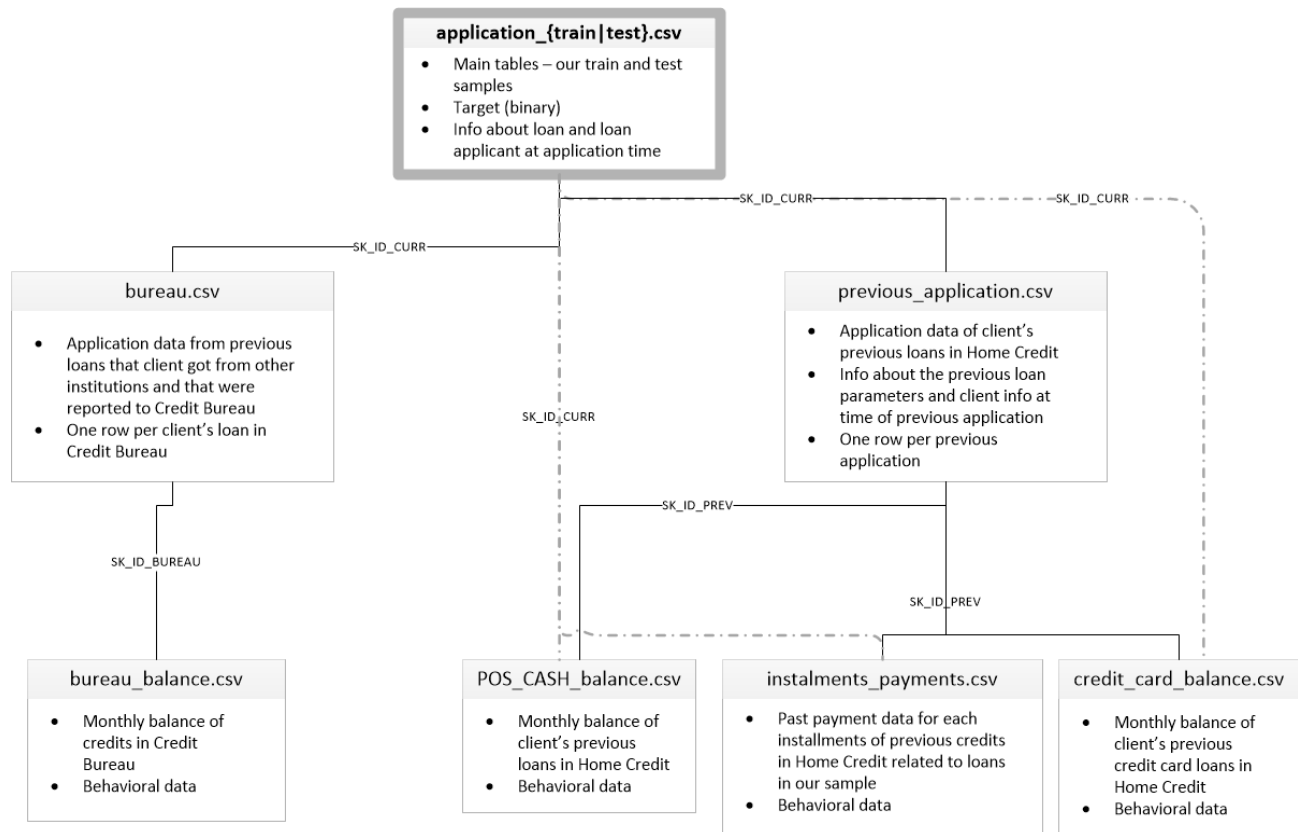 application_{train|test}.csv
• Main tables – our train and test
samples
• Target (binary)
• Info about loan and loan
applicant at application time
SK_ID_CURR
SK_ID_CURR
SK_ID_CURR
bureau.csv
• Application data from previous
loans that client got from other
institutions and that were
reported to Credit Bureau
• One row per client's loan in
Credit Bureau
previous_application.csv
• Application data of client's
previous loans in Home Credit
• Info about the previous loan
parameters and client info at
time of previous application
• One row per previous
application
SK_ID_CURR
SK_ID_PREV
SK_ID_BUREAU
SK_ID_PREV
bureau_balance.csv
• Monthly balance of
credits in Credit
Bureau
• Behavioral data
POS_CASH_balance.csv
• Monthly balance of
client's previous
loans in Home Credit
• Behavioral data
instalments_payments.csv
• Past payment data for each
installments of previous credits
in Home Credit related to loans
in our sample
• Behavioral data
credit_card_balance.csv
• Monthly balance of
client's previous
credit card loans in
Home Credit
• Behavioral data